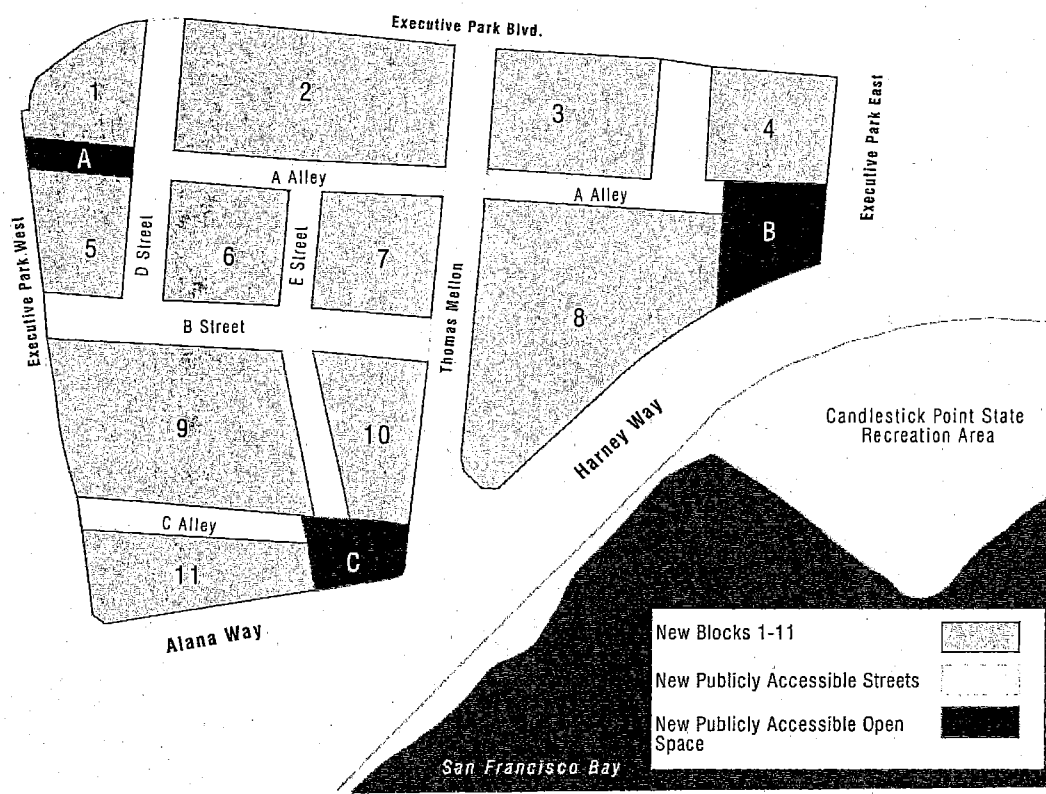 Executive Park Blvd.
1
2
3
4
A
A Alley
A Alley
B
Executive Park East
Executive Park West
5
D Street
6
E Street
7
Thomas Mellon
8
B Street
9
10
Harney Way
Candlestick Point State
Recreation Area
C Alley
C
11
Alana Way
New Blocks 1-11
New Publicly Accessible Streets
New Publicly Accessible Open
Space
San Francisco Bay